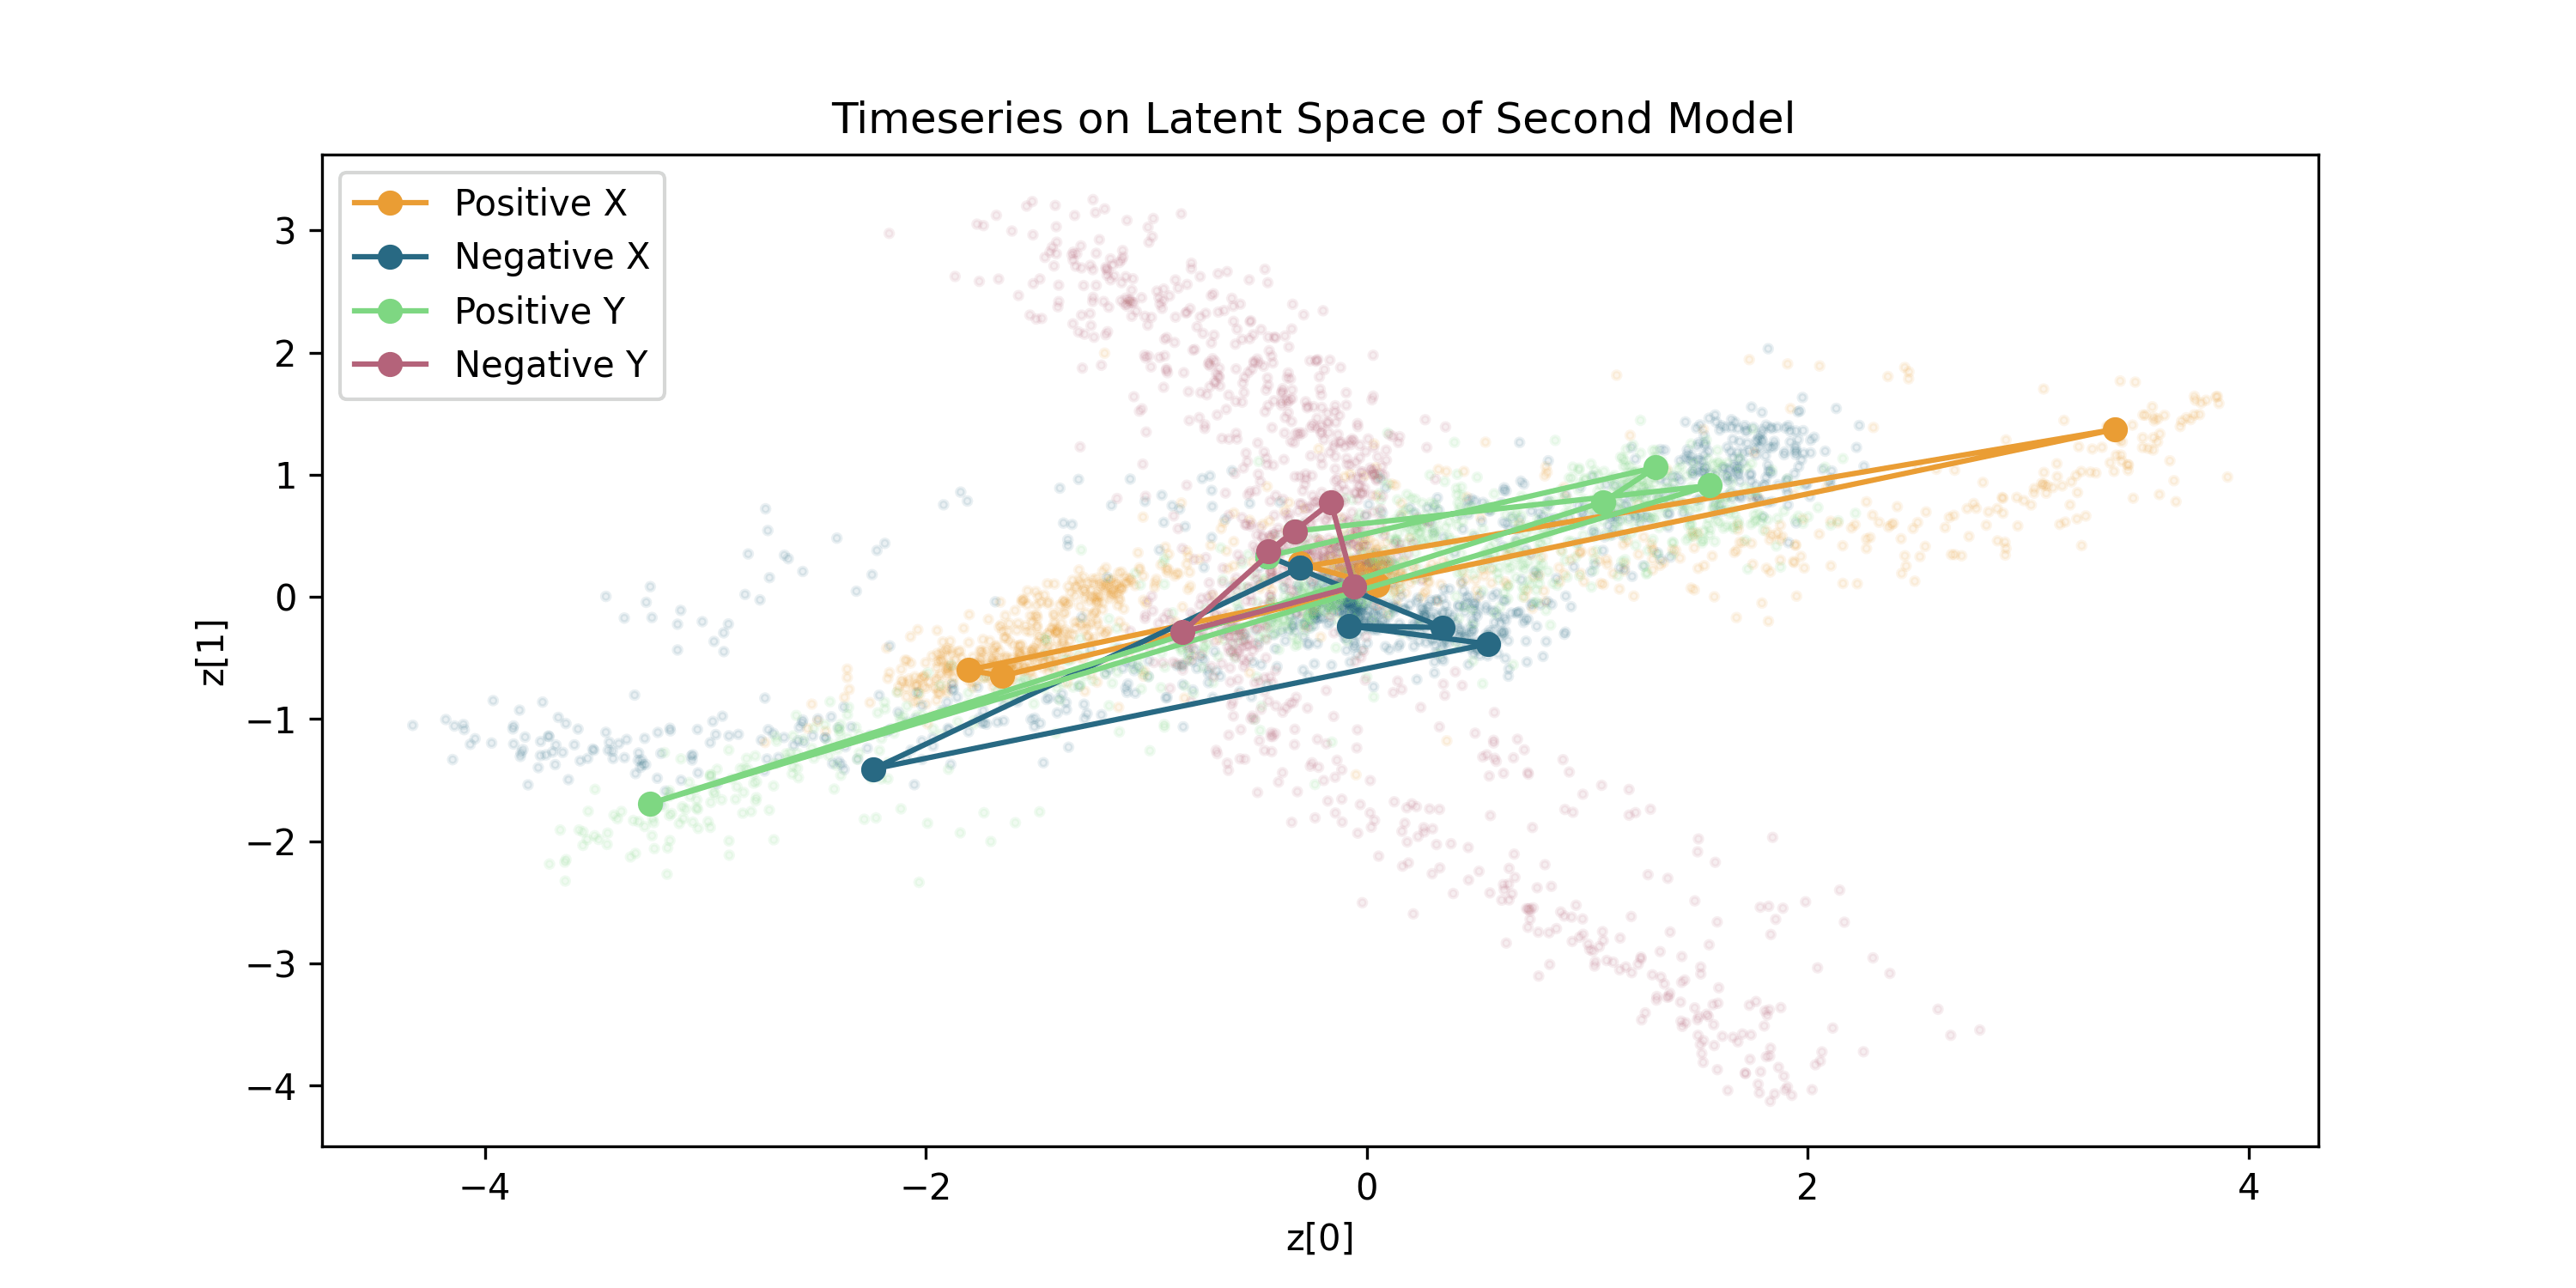 Timeseries on Latent Space of Second Model
Positive X
Negative X
Positive Y
Negative Y
3
2
1
0
−1
−2
−3
−4
z[1]
−4
−2
0
2
4
z[0]